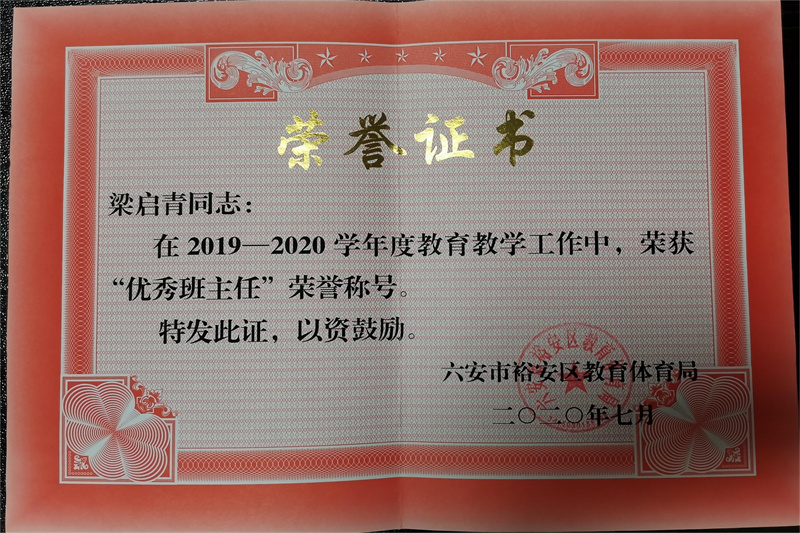 荣誉证书
梁启青同志：
在 2019—2020 学年度教育教学工作中，荣获
“优秀班主任”荣誉称号。
特发此证，以资鼓励。
六安市裕安区教育体育局
二〇二〇年七月